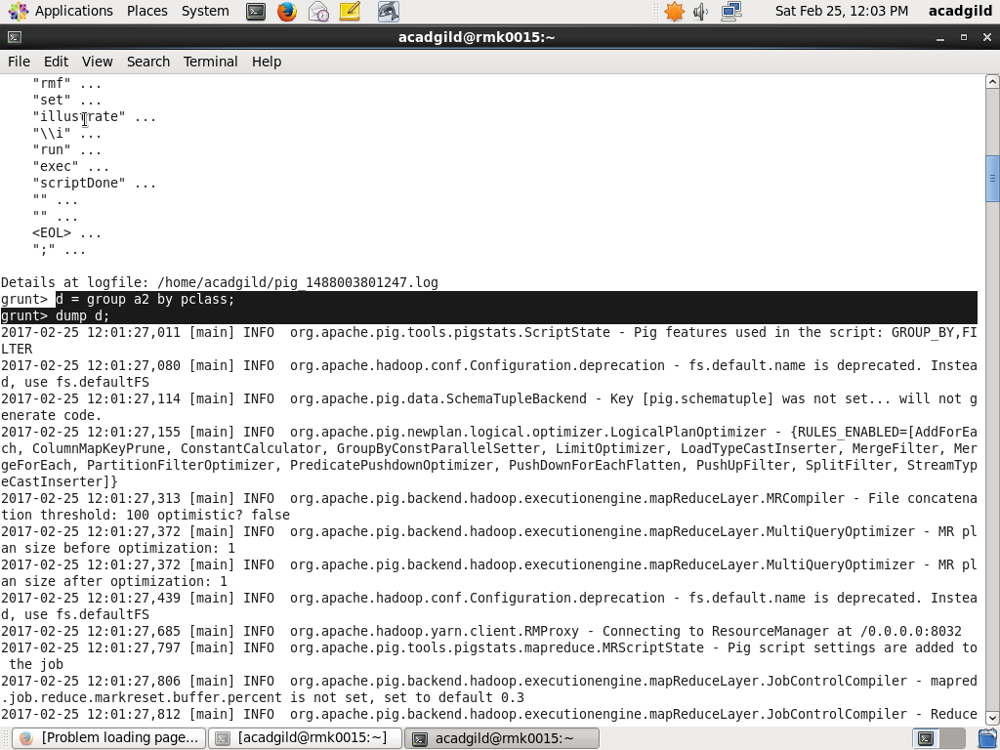 Applications Places System Sat Feb 25, 12:03 PM acadgild
acadgild@rmk0015:~
File Edit View Search Terminal Help
"rmf" ...
"set" ...
"illustrate" ...
"\\i" ...
"run" ...
"exec" ...
"scriptDone" ...
"" ...
"" ...
<EOL> ...
";" ...
Details at logfile: /home/acadgild/pig_1488003801247.log
grunt> d = group a2 by pclass;
grunt> dump d;
2017-02-25 12:01:27,011 [main] INFO  org.apache.pig.tools.pigstats.ScriptState - Pig features used in the script: GROUP_BY,FI
LTER
2017-02-25 12:01:27,080 [main] INFO  org.apache.hadoop.conf.Configuration.deprecation - fs.default.name is deprecated. Instea
d, use fs.defaultFS
2017-02-25 12:01:27,114 [main] INFO  org.apache.pig.data.SchemaTupleBackend - Key [pig.schematuple] was not set... will not g
enerate code.
2017-02-25 12:01:27,155 [main] INFO  org.apache.pig.newplan.logical.optimizer.LogicalPlanOptimizer - {RULES_ENABLED=[AddForEa
ch, ColumnMapKeyPrune, ConstantCalculator, GroupByConstParallelSetter, LimitOptimizer, LoadTypeCastInserter, MergeFilter, Mer
geForEach, PartitionFilterOptimizer, PredicatePushdownOptimizer, PushDownForEachFlatten, PushUpFilter, SplitFilter, StreamTyp
eCastInserter]}
2017-02-25 12:01:27,313 [main] INFO  org.apache.pig.backend.hadoop.executionengine.mapReduceLayer.MRCompiler - File concatena
tion threshold: 100 optimistic? false
2017-02-25 12:01:27,372 [main] INFO  org.apache.pig.backend.hadoop.executionengine.mapReduceLayer.MultiQueryOptimizer - MR pl
an size before optimization: 1
2017-02-25 12:01:27,372 [main] INFO  org.apache.pig.backend.hadoop.executionengine.mapReduceLayer.MultiQueryOptimizer - MR pl
an size after optimization: 1
2017-02-25 12:01:27,439 [main] INFO  org.apache.hadoop.conf.Configuration.deprecation - fs.default.name is deprecated. Instea
d, use fs.defaultFS
2017-02-25 12:01:27,685 [main] INFO  org.apache.hadoop.yarn.client.RMProxy - Connecting to ResourceManager at /0.0.0.0:8032
2017-02-25 12:01:27,797 [main] INFO  org.apache.pig.tools.pigstats.mapreduce.MRScriptState - Pig script settings are added to
the job
2017-02-25 12:01:27,806 [main] INFO  org.apache.pig.backend.hadoop.executionengine.mapReduceLayer.JobControlCompiler - mapred
.job.reduce.markreset.buffer.percent is not set, set to default 0.3
2017-02-25 12:01:27,812 [main] INFO  org.apache.pig.backend.hadoop.executionengine.mapReduceLayer.JobControlCompiler - Reduce
[Problem loading page... [acadgild@rmk0015:~] acadgild@rmk0015:~